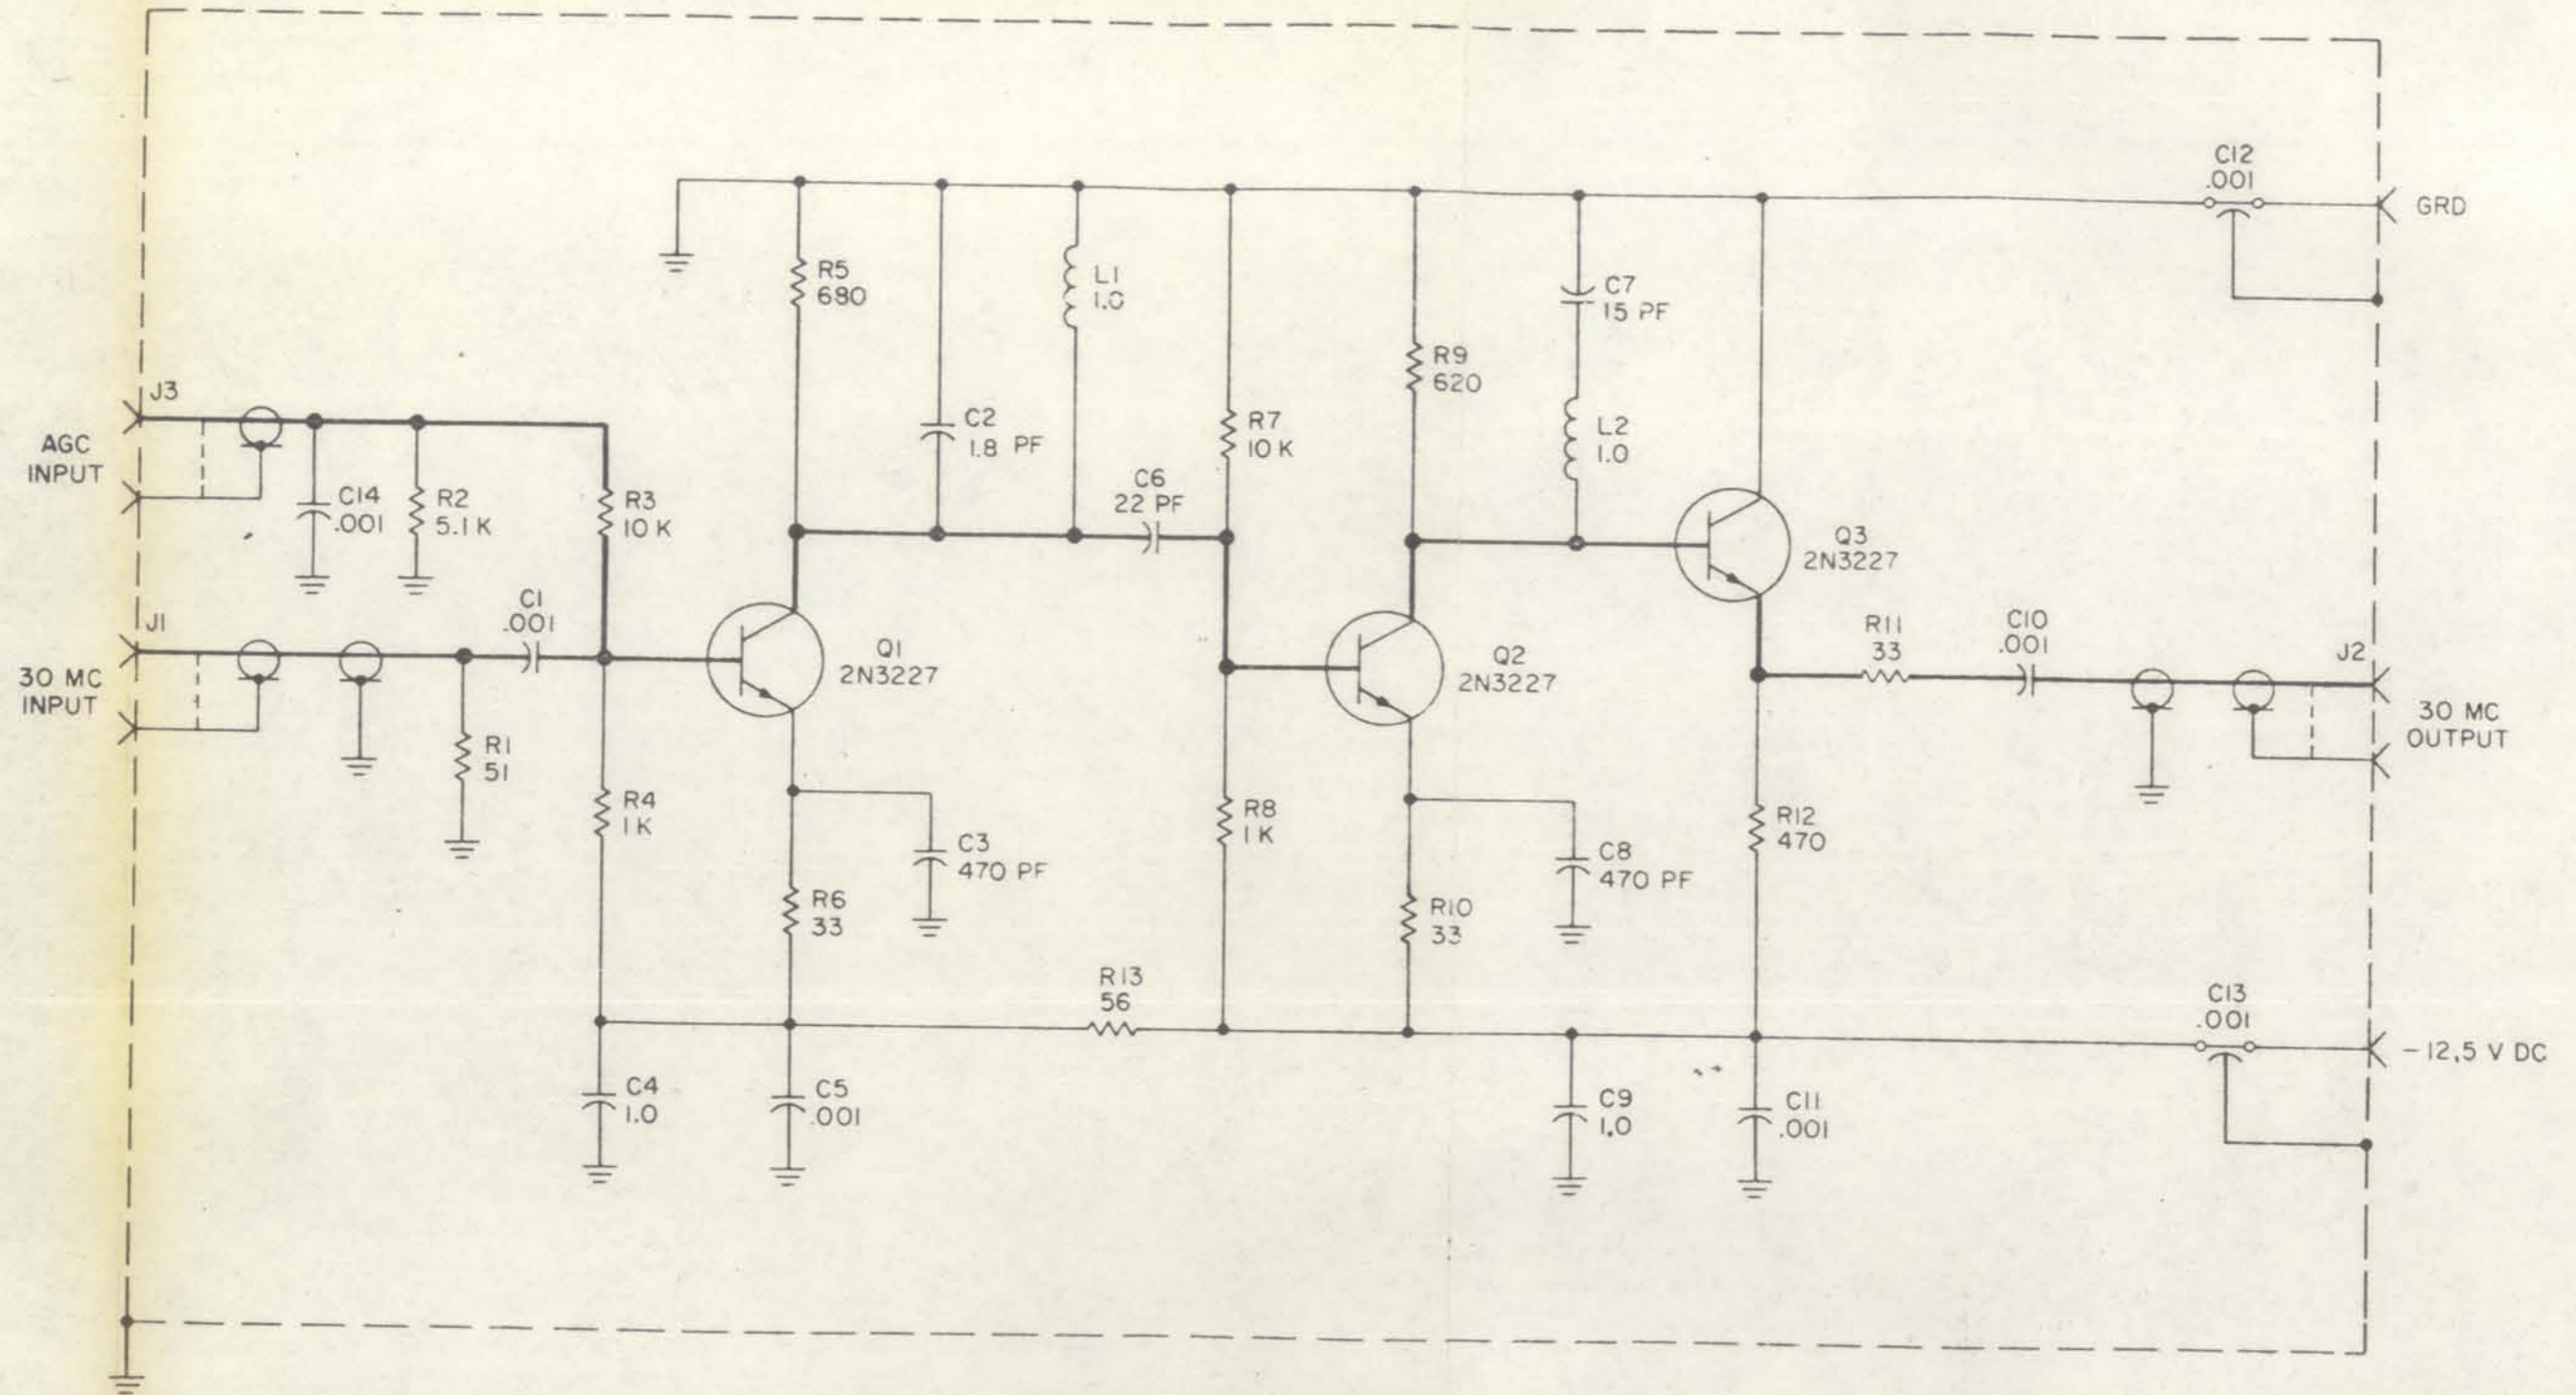 C12
.001
GRD
R5
680
L1
1.0
C7
15 PF
R9
620
J3
AGC
INPUT
C14
.001
R2
5.1 K
R3
10 K
C2
1.8 PF
C6
22 PF
R7
10 K
L2
1.0
Q3
2N3227
J1
30 MC
INPUT
C1
.001
R1
51
Q1
2N3227
Q2
2N3227
R11
33
C10
.001
J2
30 MC
OUTPUT
R4
1 K
C3
470 PF
R6
33
R8
1 K
C8
470 PF
R10
33
R12
470
R13
56
C13
.001
-12,5 V DC
C4
1.0
C5
.001
C9
1.0
C11
.001